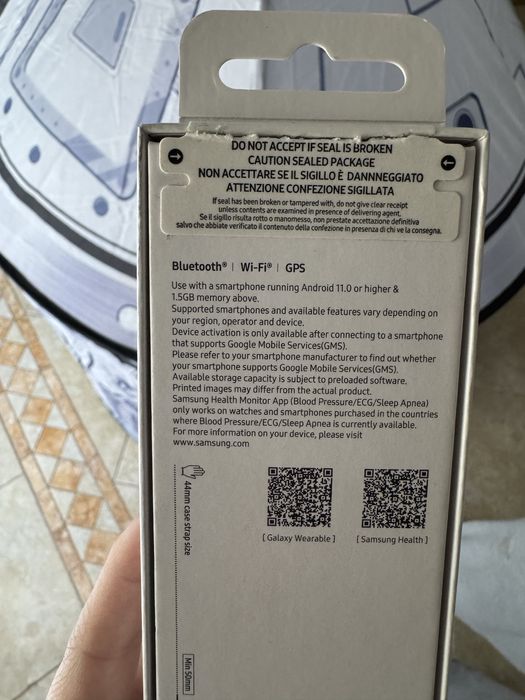 DO NOT ACCEPT IF SEAL IS BROKEN
CAUTION SEALED PACKAGE
NON ACCETTARE SE IL SIGILLO È DANNNEGGIATO
ATTENZIONE CONFEZIONE SIGILLATA
If seal has been broken or tampered with, do not give clear receipt
unless contents are examined in presence of delivering agent.
Se il sigillo risulta rotto o manomesso, non prestate accettazione definitiva
salvo che abbiate verificato il contenuto della confezione in presenza di chi ve la consegna.
Bluetooth® | Wi-Fi® | GPS
Use with a smartphone running Android 11.0 or higher &
1.5GB memory above.
Supported smartphones and available features vary depending on
your region, operator and device.
Device activation is only available after connecting to a smartphone
that supports Google Mobile Services(GMS).
Please refer to your smartphone manufacturer to find out whether
your smartphone supports Google Mobile Services(GMS).
Available storage capacity is subject to preloaded software.
Printed images may differ from the actual product.
Samsung Health Monitor App (Blood Pressure/ECG/Sleep Apnea)
only works on watches and smartphones purchased in the countries
where Blood Pressure/ECG/Sleep Apnea is currently available.
For more information on your device, please visit
www.samsung.com
44mm case strap size
[ Galaxy Wearable ]
[ Samsung Health ]
Min 50mm